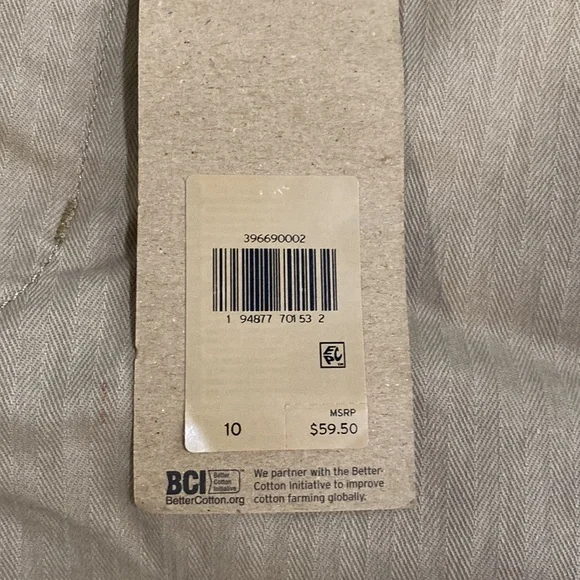 396690002
1 94877 70153 2
EPC
MSRP
10 $59.50
BCI Better Cotton Initiative
BetterCotton.org
We partner with the Better
Cotton Initiative to improve
cotton farming globally.